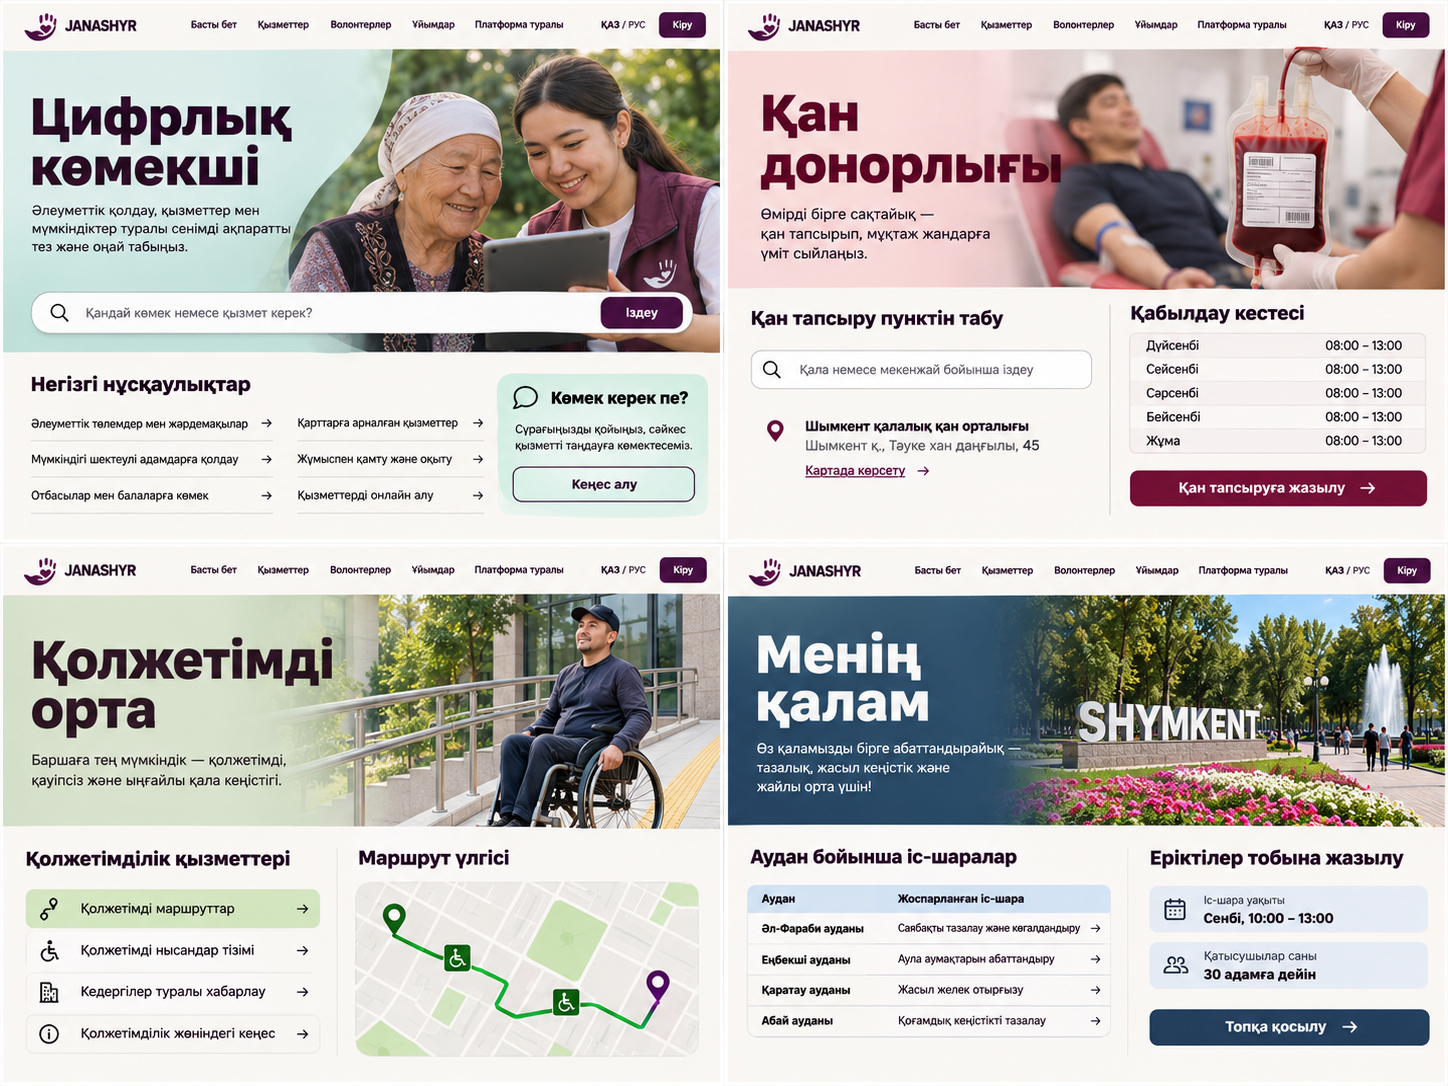 JANASHYR
Басты бет Қызметтер Волонтерлер Ұйымдар Платформа туралы ҚАЗ / РУС Кіру
Цифрлық
көмекші
Әлеуметтік қолдау, қызметтер мен
мүмкіндіктер туралы сенімді ақпаратты
тез және оңай табыңыз.
Қандай көмек немесе қызмет керек? Іздеу
Негізгі нұсқаулықтар
Әлеуметтік төлемдер мен жәрдемақылар →
Мүмкіндігі шектеулі адамдарға қолдау →
Отбасылар мен балаларға көмек →
Қарттарға арналған қызметтер →
Жұмыспен қамту және оқыту →
Қызметтерді онлайн алу →
Көмек керек пе?
Сұрағыңызды қойыңыз, сәйкес
қызметті таңдауға көмектесеміз.
Кеңес алу
JANASHYR
Басты бет Қызметтер Волонтерлер Ұйымдар Платформа туралы ҚАЗ / РУС Кіру
Қан
донорлығы
Өмірді бірге сақтайық —
қан тапсырып, мұқтаж жандарға
үміт сыйлаңыз.
Қан тапсыру пунктін табу
Қала немесе мекенжай бойынша іздеу
Шымкент қалалық қан орталығы
Шымкент қ., Тәуке хан даңғылы, 45
Картада көрсету →
Қабылдау кестесі
Дүйсенбі 08:00 – 13:00
Сейсенбі 08:00 – 13:00
Сәрсенбі 08:00 – 13:00
Бейсенбі 08:00 – 13:00
Жұма 08:00 – 13:00
Қан тапсыруға жазылу →
JANASHYR
Басты бет Қызметтер Волонтерлер Ұйымдар Платформа туралы ҚАЗ / РУС Кіру
Қолжетімді
орта
Баршаға тең мүмкіндік — қолжетімді,
қауіпсіз және ыңғайлы қала кеңістігі.
Қолжетімділік қызметтері
Қолжетімді маршруттар →
Қолжетімді нысандар тізімі →
Кедергілер туралы хабарлау →
Қолжетімділік жөніндегі кеңес →
Маршрут үлгісі
JANASHYR
Басты бет Қызметтер Волонтерлер Ұйымдар Платформа туралы ҚАЗ / РУС Кіру
Менің
қалам
Өз қаламызды бірге абаттандырайық —
тазалық, жасыл кеңістік және
жайлы орта үшін!
SHYMKENT
Аудан бойынша іс-шаралар
Аудан Жоспарланған іс-шара
Әл-Фараби ауданы Саябақты тазалау және көгалдандыру →
Еңбекші ауданы Аула аумақтарын абаттандыру →
Қаратау ауданы Жасыл желек отырғызу →
Абай ауданы Қоғамдық кеңістікті тазалау →
Еріктілер тобына жазылу
Іс-шара уақыты
Сенбі, 10:00 – 13:00
Қатысушылар саны
30 адамға дейін
Топқа қосылу →